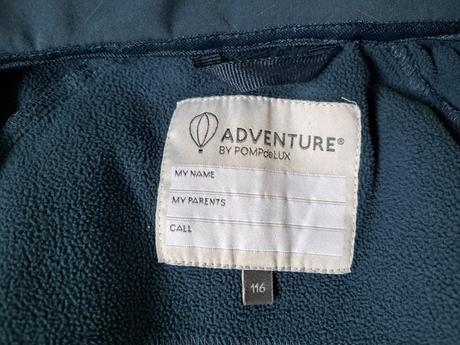 ADVENTURE®
BY POMPdeLUX
MY NAME
MY PARENTS
CALL
116